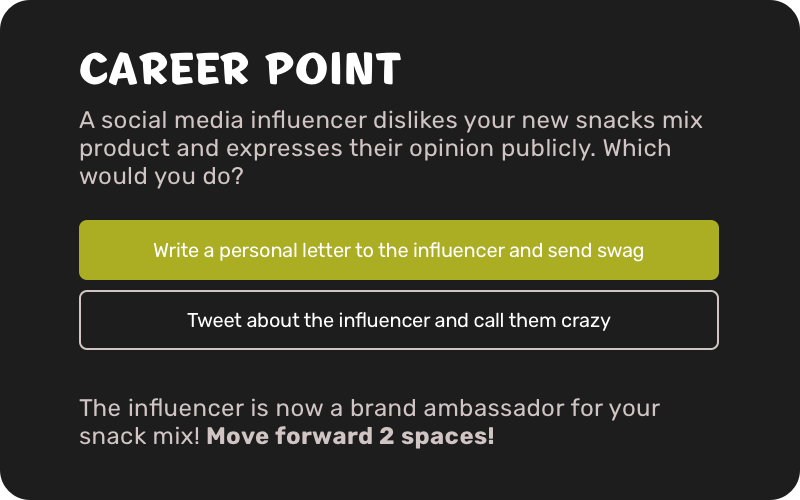 CAREER POINT
A social media influencer dislikes your new snacks mix
product and expresses their opinion publicly. Which
would you do?
Write a personal letter to the influencer and send swag
Tweet about the influencer and call them crazy
The influencer is now a brand ambassador for your
snack mix! Move forward 2 spaces!